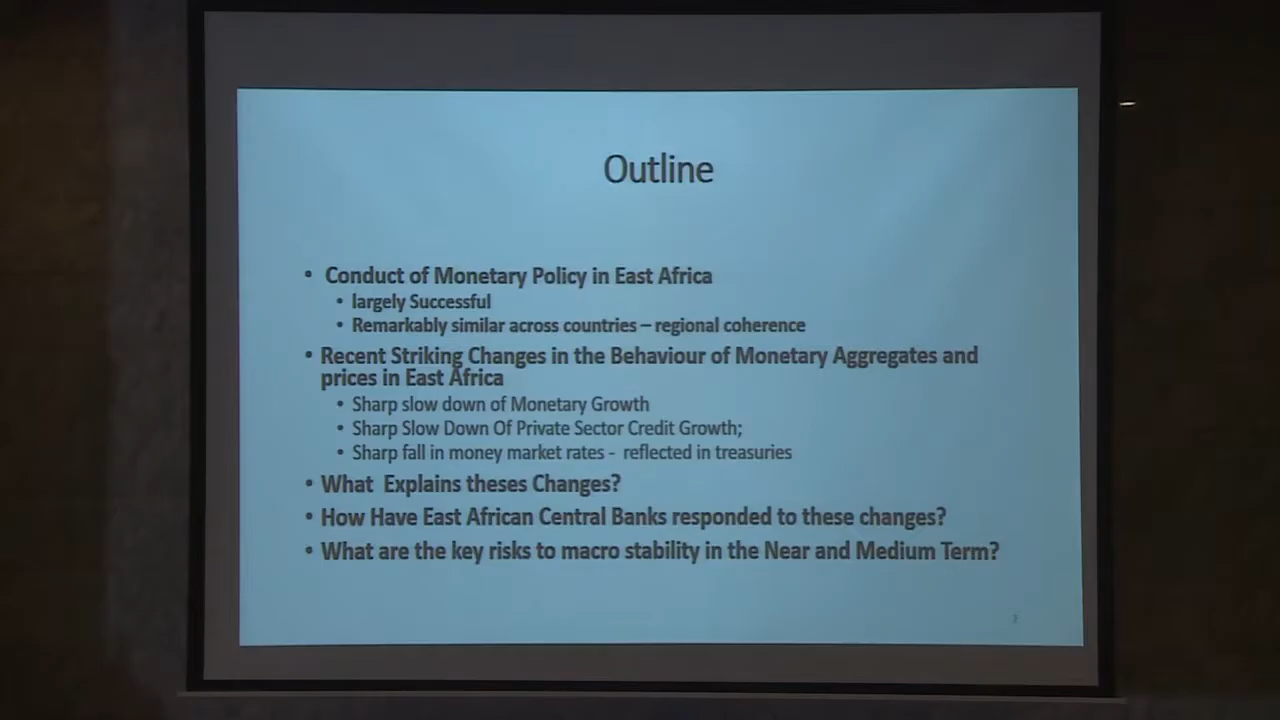 Outline
• Conduct of Monetary Policy in East Africa
• largely Successful
• Remarkably similar across countries – regional coherence
• Recent Striking Changes in the Behaviour of Monetary Aggregates and
prices in East Africa
• Sharp slow down of Monetary Growth
• Sharp Slow Down Of Private Sector Credit Growth;
• Sharp fall in money market rates - reflected in treasuries
• What Explains theses Changes?
• How Have East African Central Banks responded to these changes?
• What are the key risks to macro stability in the Near and Medium Term?
2